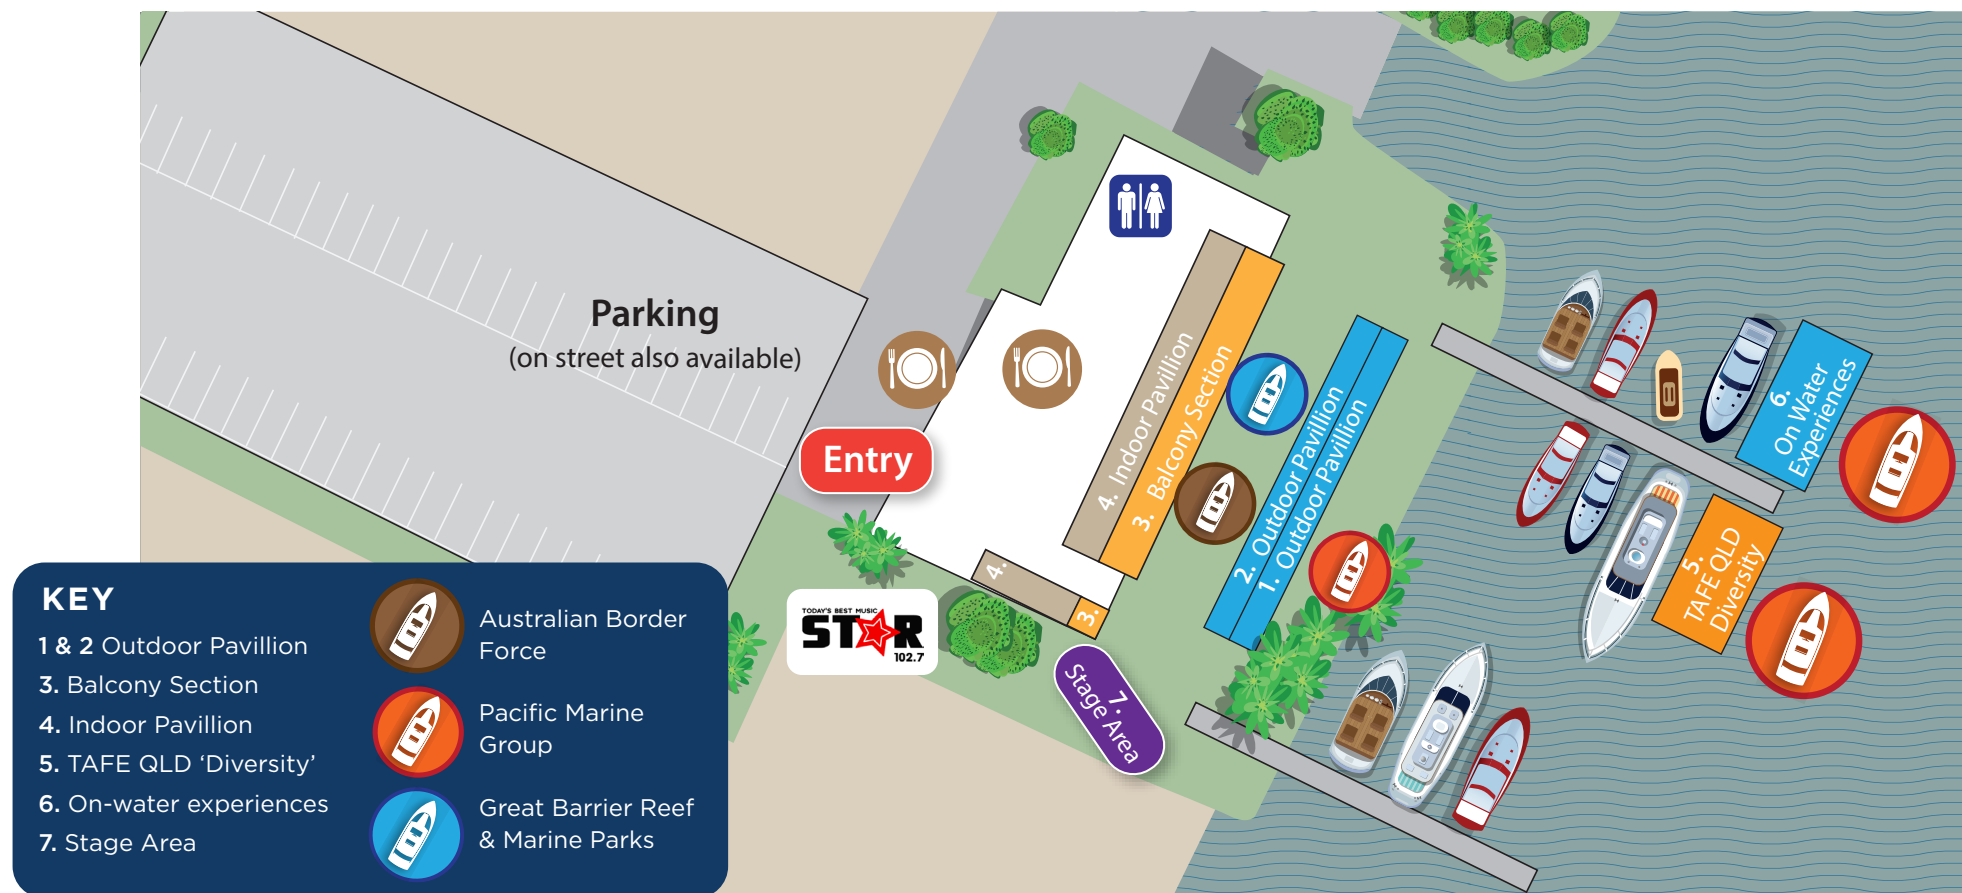 Parking
(on street also available)
Entry
4. Indoor Pavillion
3. Balcony Section
2. Outdoor Pavillion
1. Outdoor Pavillion
6.
On Water
Experiences
5.
TAFE QLD
Diversity
4.
3.
7.
Stage Area
TODAY'S BEST MUSIC
STAR
102.7
KEY
1 & 2 Outdoor Pavillion
3. Balcony Section
4. Indoor Pavillion
5. TAFE QLD ‘Diversity’
6. On-water experiences
7. Stage Area
Australian Border
Force
Pacific Marine
Group
Great Barrier Reef
& Marine Parks